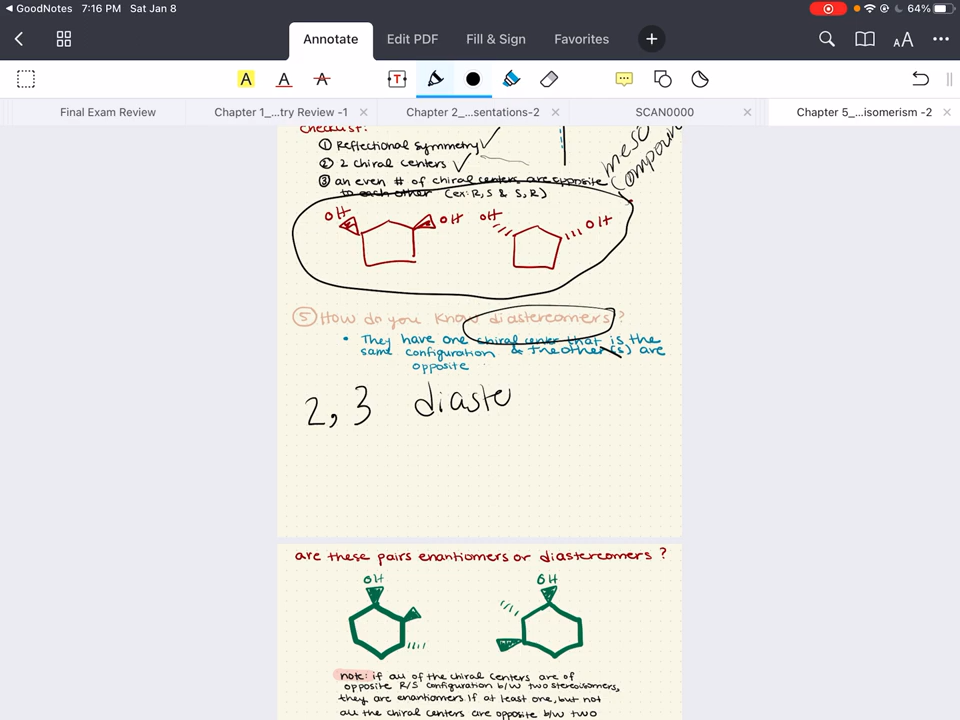 GoodNotes 7:16 PM Sat Jan 8 64%
Annotate Edit PDF Fill & Sign Favorites
Final Exam Review Chapter 1_...try Review -1 Chapter 2_...sentations-2 SCAN0000 Chapter 5_...isomerism -2
checklist:
① Reflectional symmetry
② 2 chiral centers
③ an even # of chiral centers are opposite
to each other (ex: R,S & S,R)
meso
compoun
OH OH OH OH
⑤ How do you know diastereomers?
• They have one chiral center that is the
same configuration & the other(s) are
opposite
2, 3 diaste
are these pairs enantiomers or diastereomers?
OH OH
note: if all of the chiral centers are of
opposite R/S configuration b/w two stereoisomers,
they are enantiomers if at least one, but not
all the chiral centers are opposite b/w two